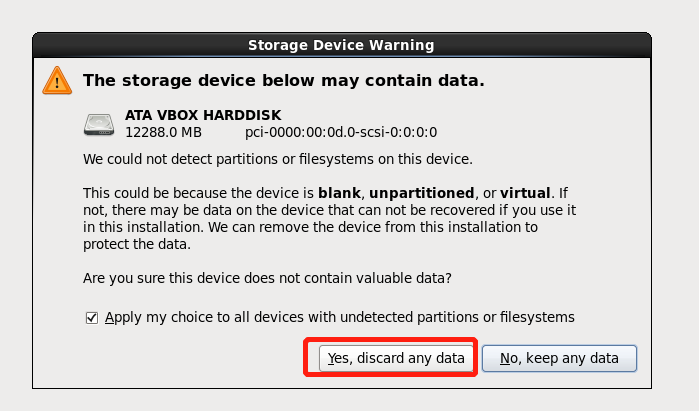 Storage Device Warning
The storage device below may contain data.
ATA VBOX HARDDISK
12288.0 MB pci-0000:00:0d.0-scsi-0:0:0:0
We could not detect partitions or filesystems on this device.
This could be because the device is blank, unpartitioned, or virtual. If
not, there may be data on the device that can not be recovered if you use it
in this installation. We can remove the device from this installation to
protect the data.
Are you sure this device does not contain valuable data?
Apply my choice to all devices with undetected partitions or filesystems
Yes, discard any data No, keep any data